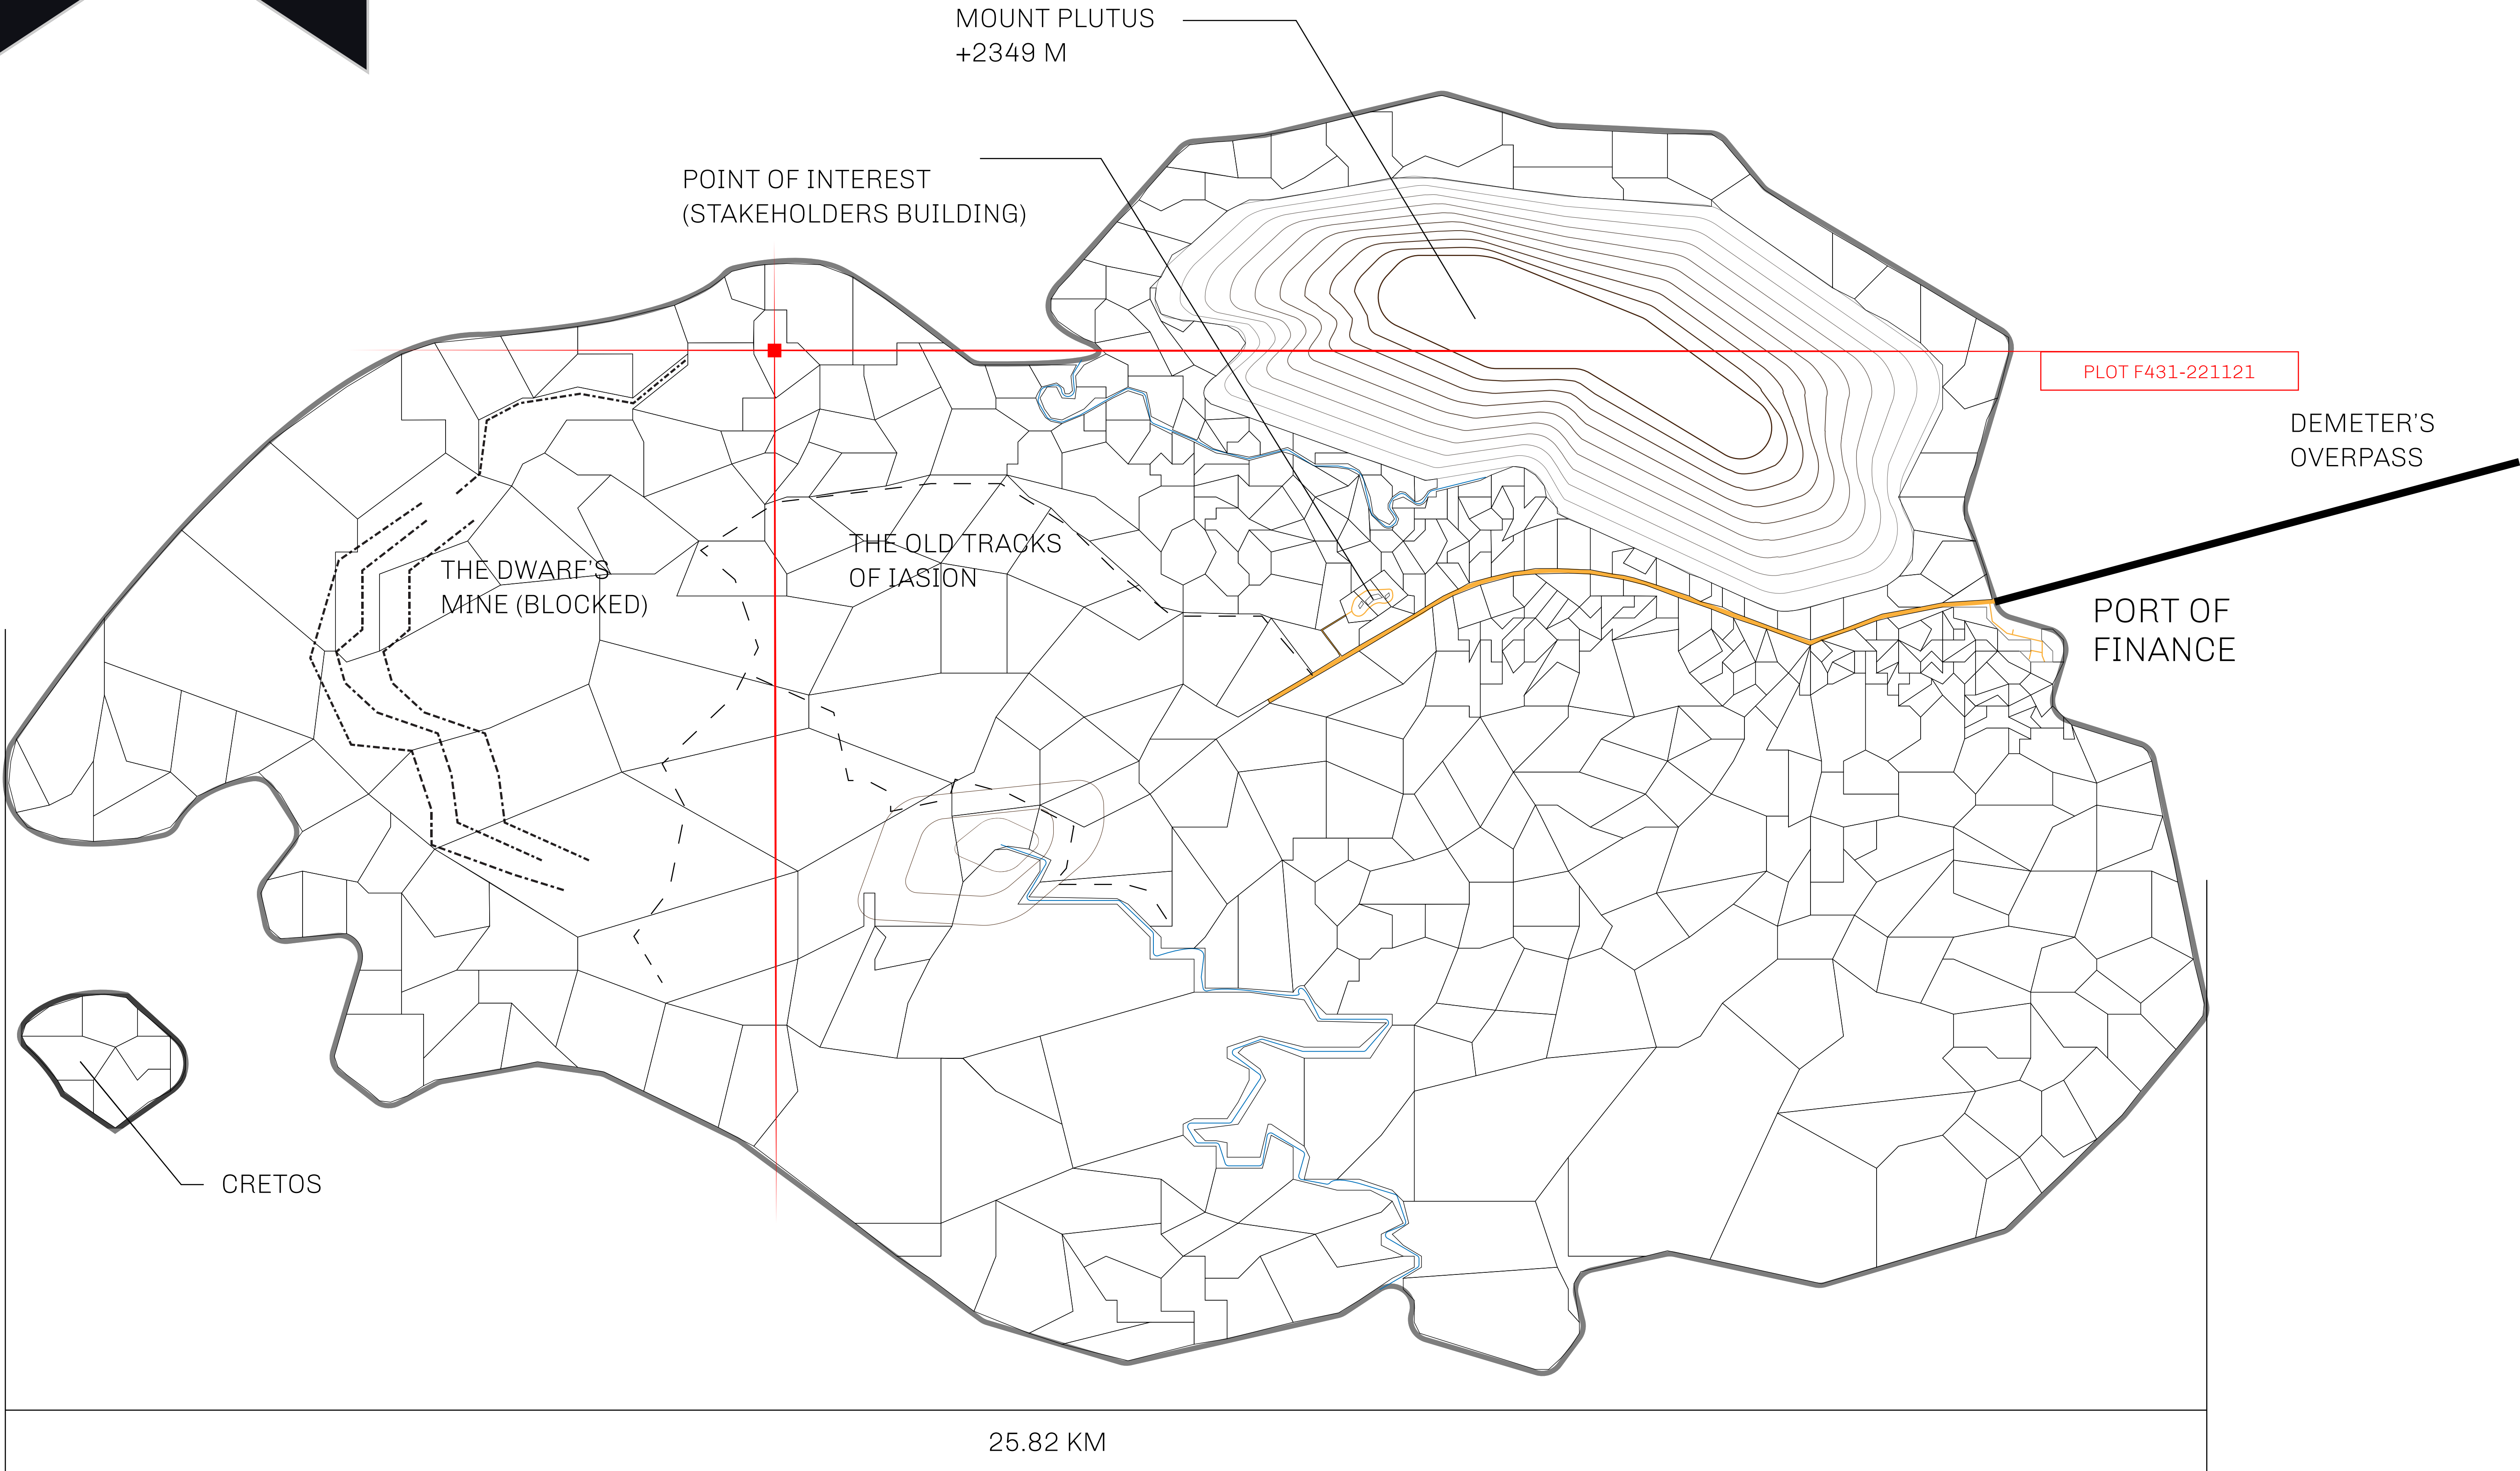 MOUNT PLUTUS
+2349 M
POINT OF INTEREST
(STAKEHOLDERS BUILDING)
PLOT F431-221121
DEMETER'S
OVERPASS
THE OLD TRACKS
OF IASION
THE DWARF'S
MINE (BLOCKED)
PORT OF
FINANCE
CRETOS
25.82 KM